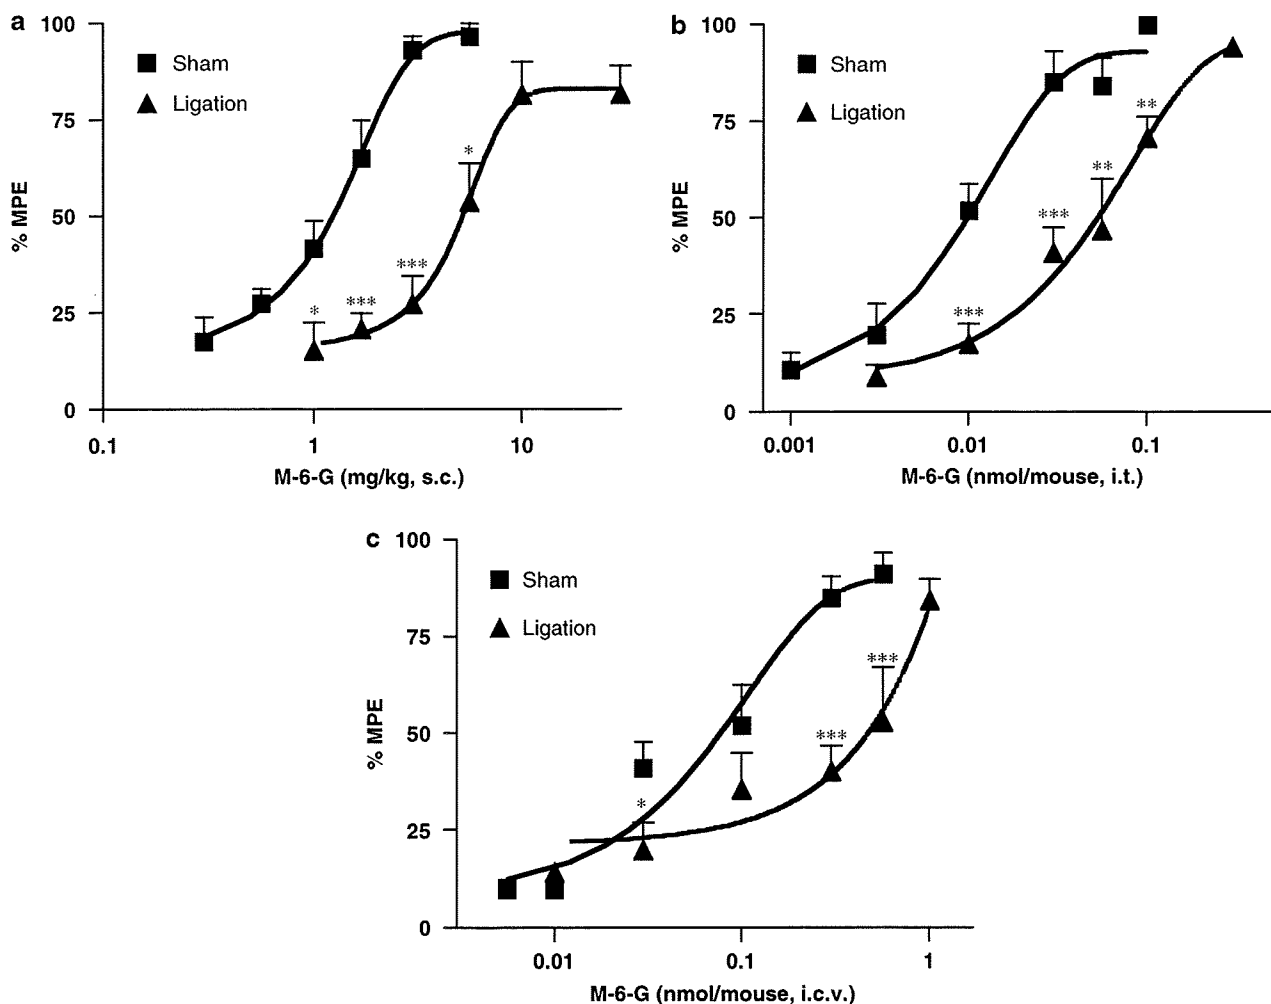 a
100
75
50
25
0
% MPE
Sham
Ligation
*
***
***
*
0.1 1 10
M-6-G (mg/kg, s.c.)
b
100
75
50
25
0
% MPE
Sham
Ligation
***
***
**
**
0.001 0.01 0.1
M-6-G (nmol/mouse, i.t.)
c
100
75
50
25
0
% MPE
Sham
Ligation
*
***
***
0.01 0.1 1
M-6-G (nmol/mouse, i.c.v.)